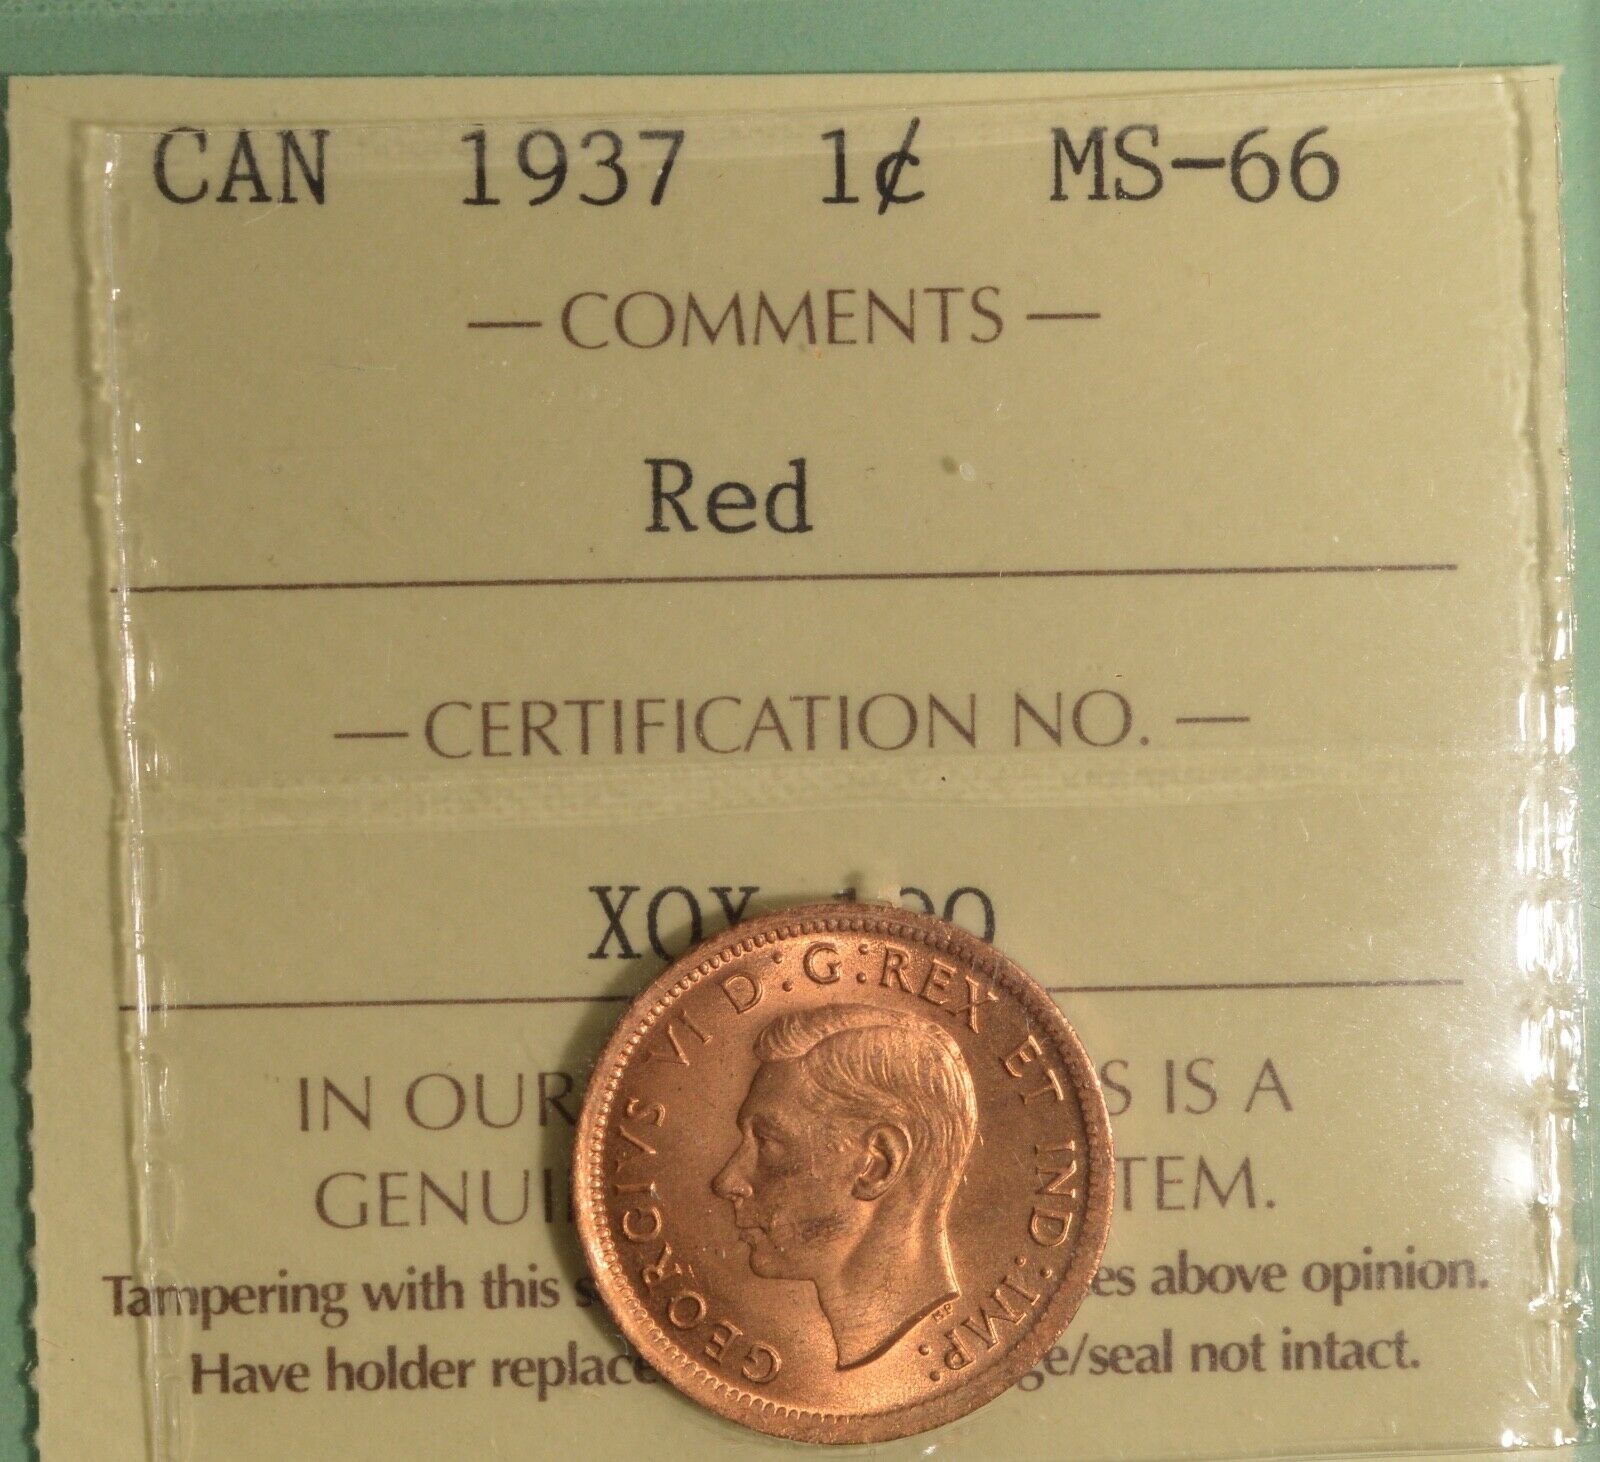 CAN 1937 1¢ MS-66
— COMMENTS —
Red
— CERTIFICATION NO. —
IN OUR S IS A
GENUI TEM.
Tampering with this s es above opinion.
Have holder replace ge/seal not intact.
GEORGIVS VI D:G:REX ET IND:IMP:
HP